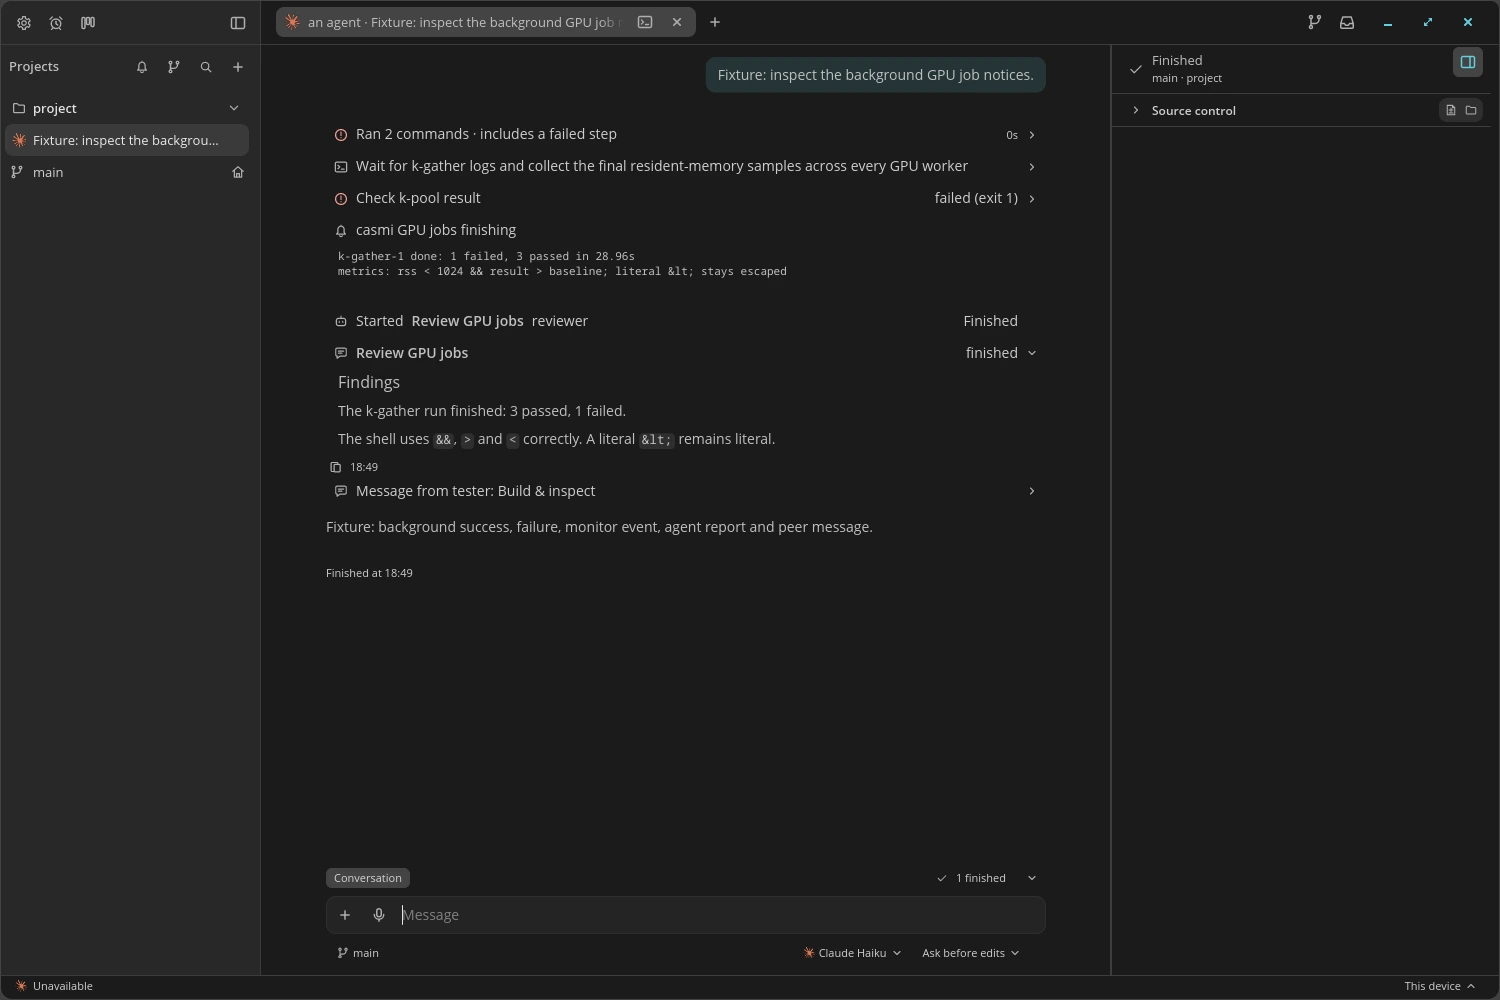 an agent · Fixture: inspect the background GPU job
Projects
project
Fixture: inspect the backgrou...
main
Fixture: inspect the background GPU job notices.
Ran 2 commands · includes a failed step 0s
Wait for k-gather logs and collect the final resident-memory samples across every GPU worker
Check k-pool result failed (exit 1)
casmi GPU jobs finishing
k-gather-1 done: 1 failed, 3 passed in 28.96s
metrics: rss < 1024 && result > baseline; literal &lt; stays escaped
Started Review GPU jobs reviewer Finished
Review GPU jobs finished
Findings
The k-gather run finished: 3 passed, 1 failed.
The shell uses &&, > and < correctly. A literal &lt; remains literal.
18:49
Message from tester: Build & inspect
Fixture: background success, failure, monitor event, agent report and peer message.
Finished at 18:49
Conversation 1 finished
Message
main Claude Haiku Ask before edits
Finished
main · project
Source control
Unavailable This device